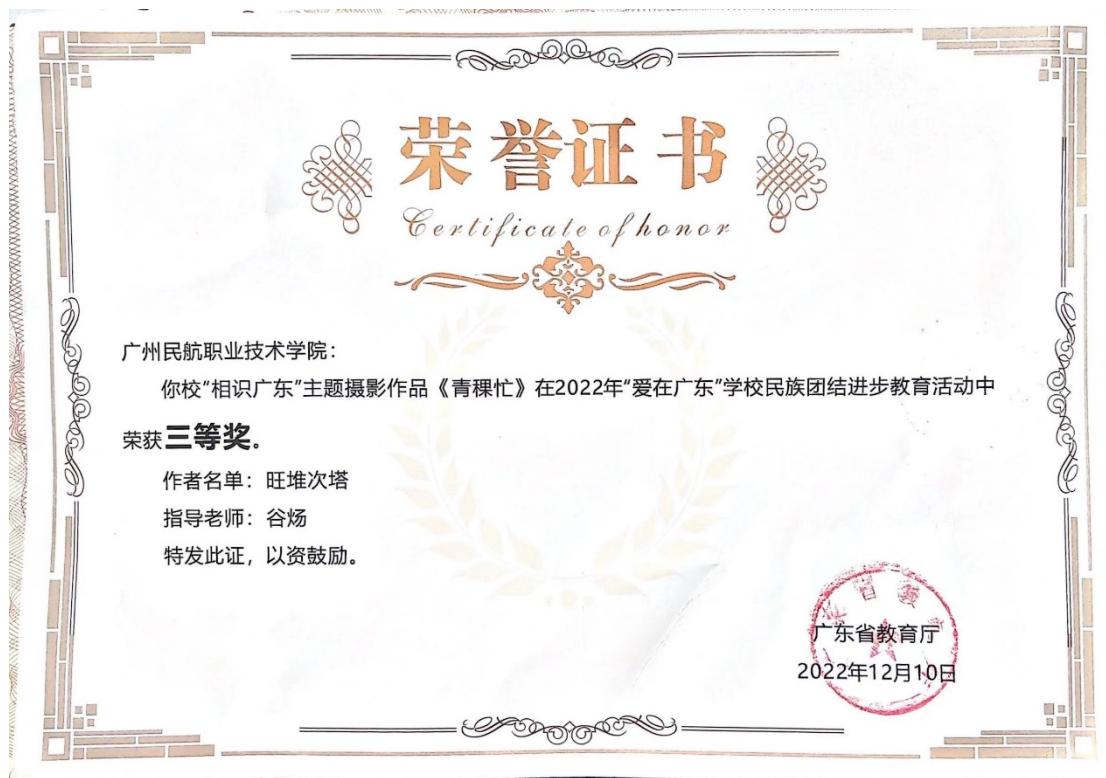 荣誉证书
Certificate of honor
广州民航职业技术学院：
你校“相识广东”主题摄影作品《青稞忙》在2022年“爱在广东”学校民族团结进步教育活动中
荣获三等奖。
作者名单：旺堆次塔
指导老师：谷炀
特发此证，以资鼓励。
广东省教育厅
2022年12月10日